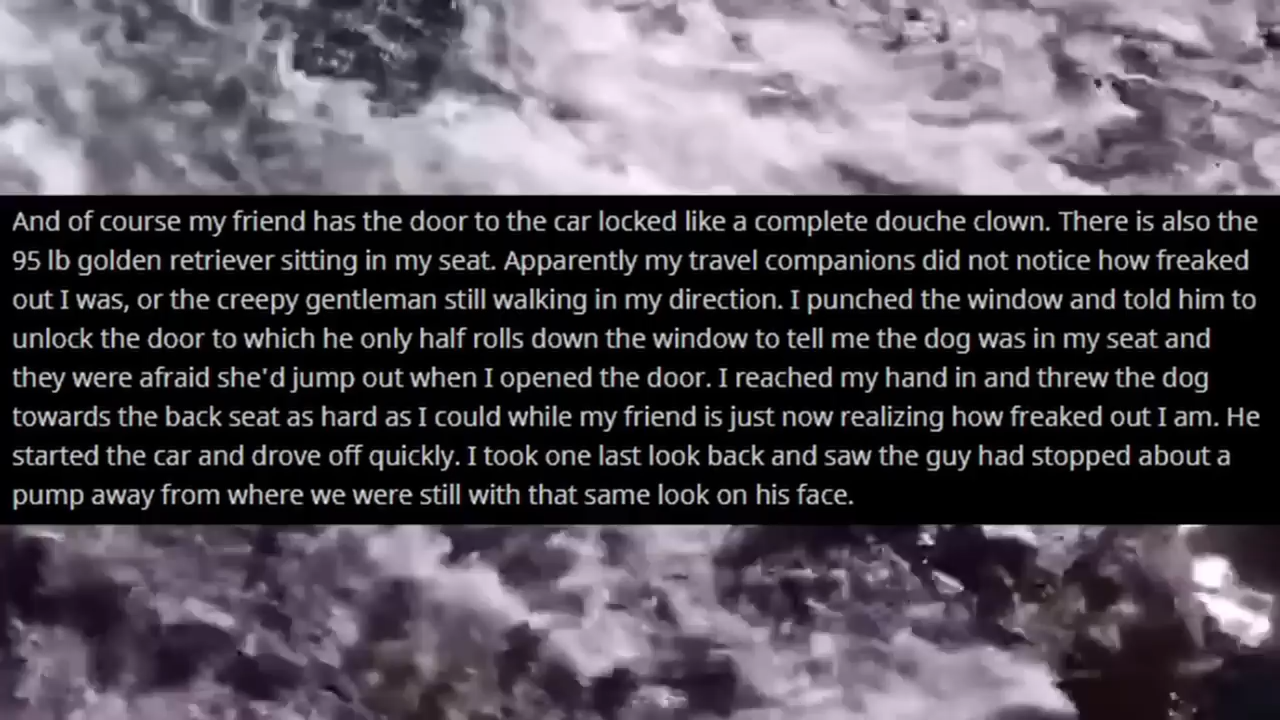 And of course my friend has the door to the car locked like a complete douche clown. There is also the
95 lb golden retriever sitting in my seat. Apparently my travel companions did not notice how freaked
out I was, or the creepy gentleman still walking in my direction. I punched the window and told him to
unlock the door to which he only half rolls down the window to tell me the dog was in my seat and
they were afraid she'd jump out when I opened the door. I reached my hand in and threw the dog
towards the back seat as hard as I could while my friend is just now realizing how freaked out I am. He
started the car and drove off quickly. I took one last look back and saw the guy had stopped about a
pump away from where we were still with that same look on his face.